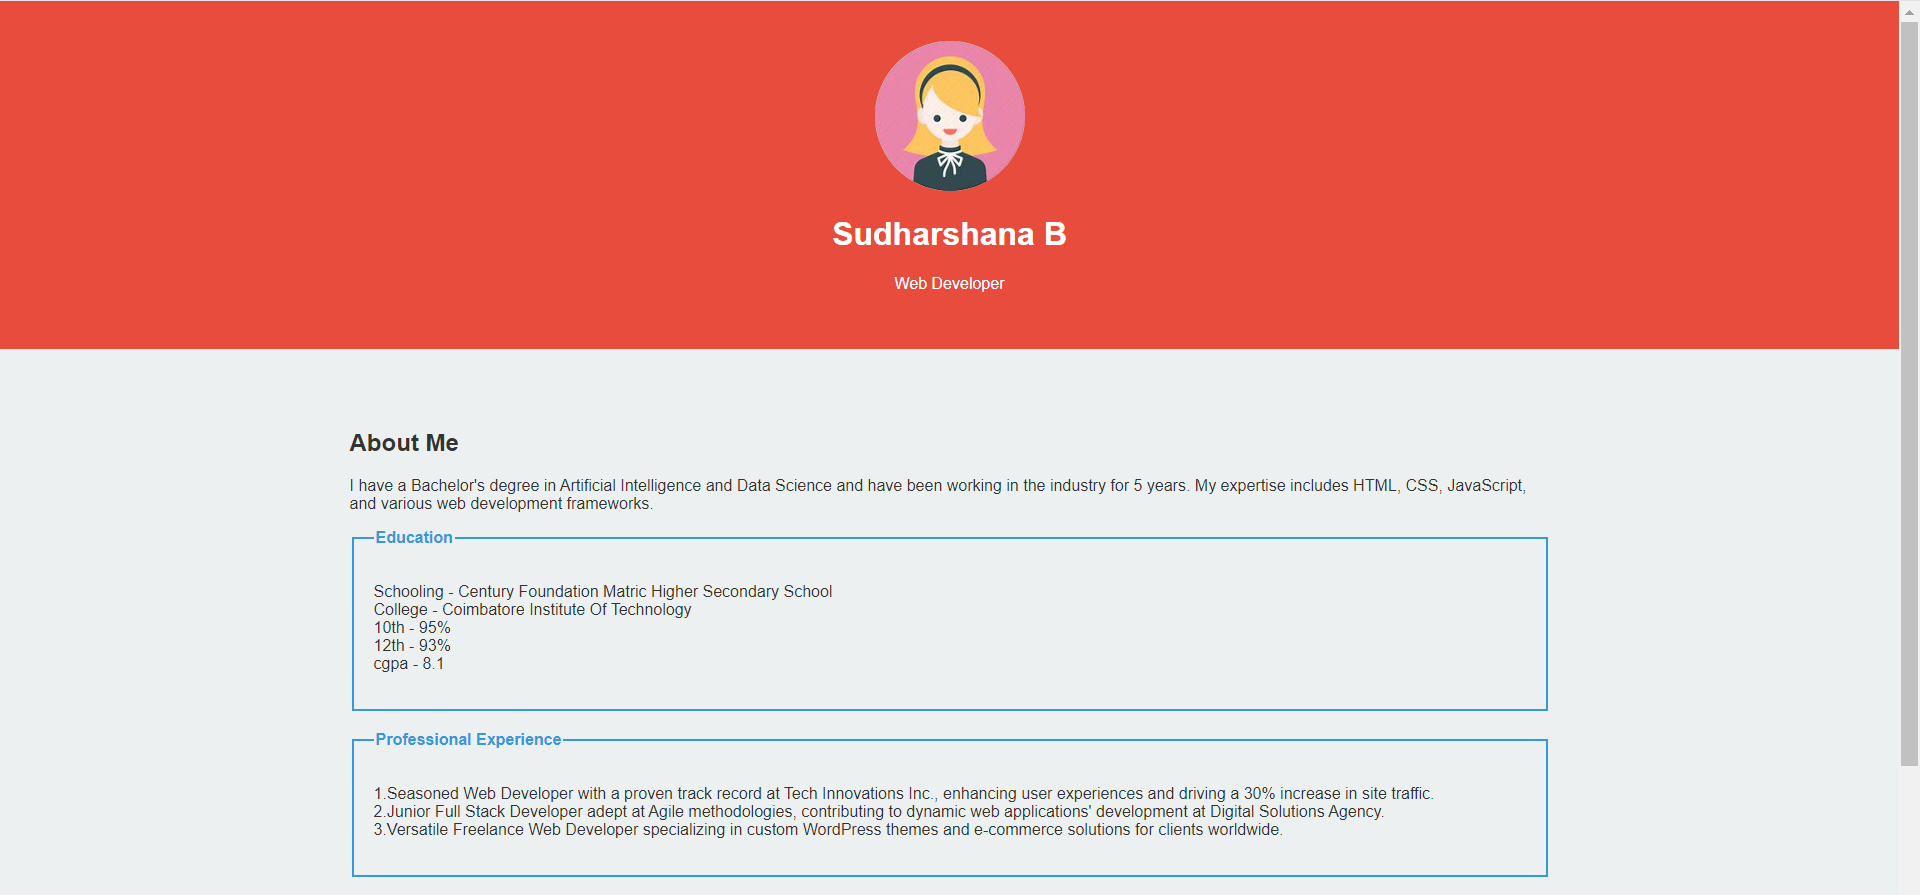 Sudharshana B
Web Developer
About Me
I have a Bachelor's degree in Artificial Intelligence and Data Science and have been working in the industry for 5 years. My expertise includes HTML, CSS, JavaScript,
and various web development frameworks.
Education
Schooling - Century Foundation Matric Higher Secondary School
College - Coimbatore Institute Of Technology
10th - 95%
12th - 93%
cgpa - 8.1
Professional Experience
1.Seasoned Web Developer with a proven track record at Tech Innovations Inc., enhancing user experiences and driving a 30% increase in site traffic.
2.Junior Full Stack Developer adept at Agile methodologies, contributing to dynamic web applications' development at Digital Solutions Agency.
3.Versatile Freelance Web Developer specializing in custom WordPress themes and e-commerce solutions for clients worldwide.